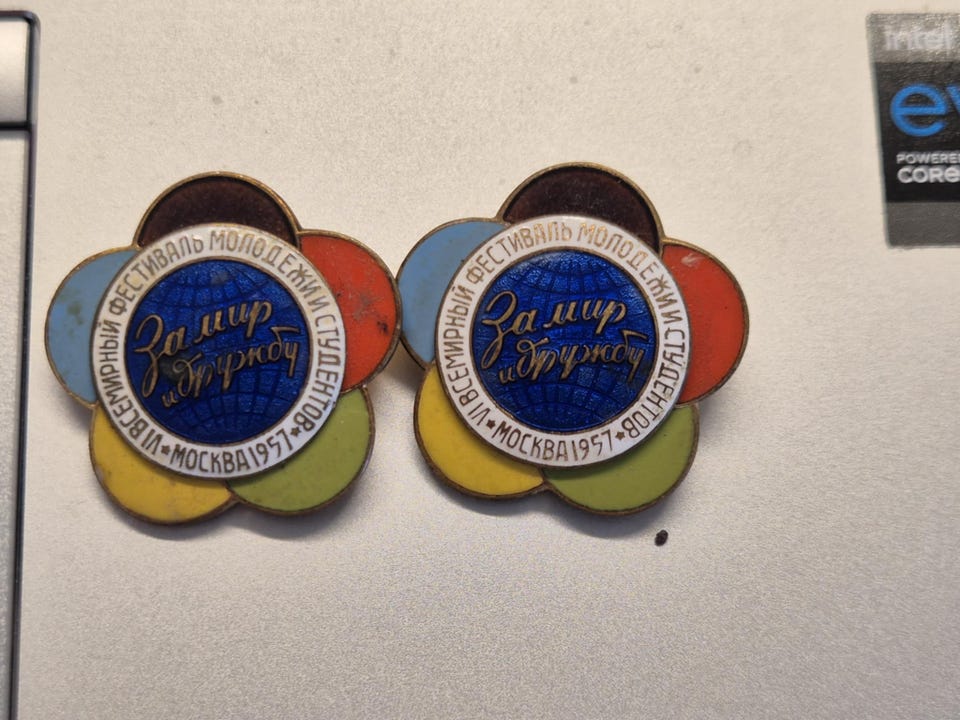 VI ВСЕМИРНЫЙ ФЕСТИВАЛЬ МОЛОДЕЖИ И СТУДЕНТОВ
★ МОСКВА 1957 ★
За мир
и дружбу
VI ВСЕМИРНЫЙ ФЕСТИВАЛЬ МОЛОДЕЖИ И СТУДЕНТОВ
★ МОСКВА 1957 ★
За мир
и дружбу
intel
POWERED
CORE